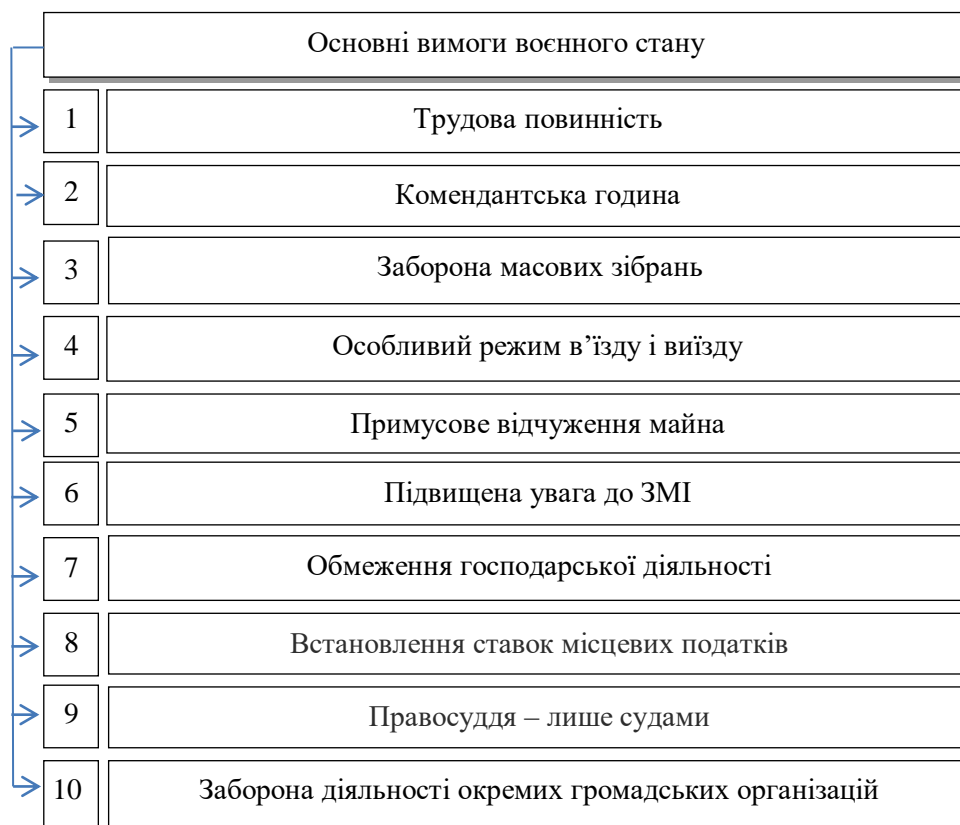 Основні вимоги воєнного стану
1 Трудова повинність
2 Комендантська година
3 Заборона масових зібрань
4 Особливий режим в’їзду і виїзду
5 Примусове відчуження майна
6 Підвищена увага до ЗМІ
7 Обмеження господарської діяльності
8 Встановлення ставок місцевих податків
9 Правосуддя – лише судами
10 Заборона діяльності окремих громадських організацій